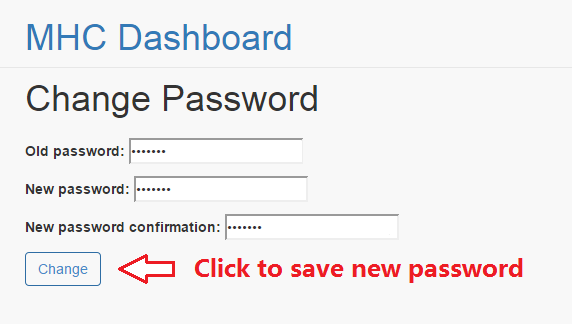 MHC Dashboard
Change Password
Old password: •••••••
New password: •••••••
New password confirmation: •••••••
Change Click to save new password